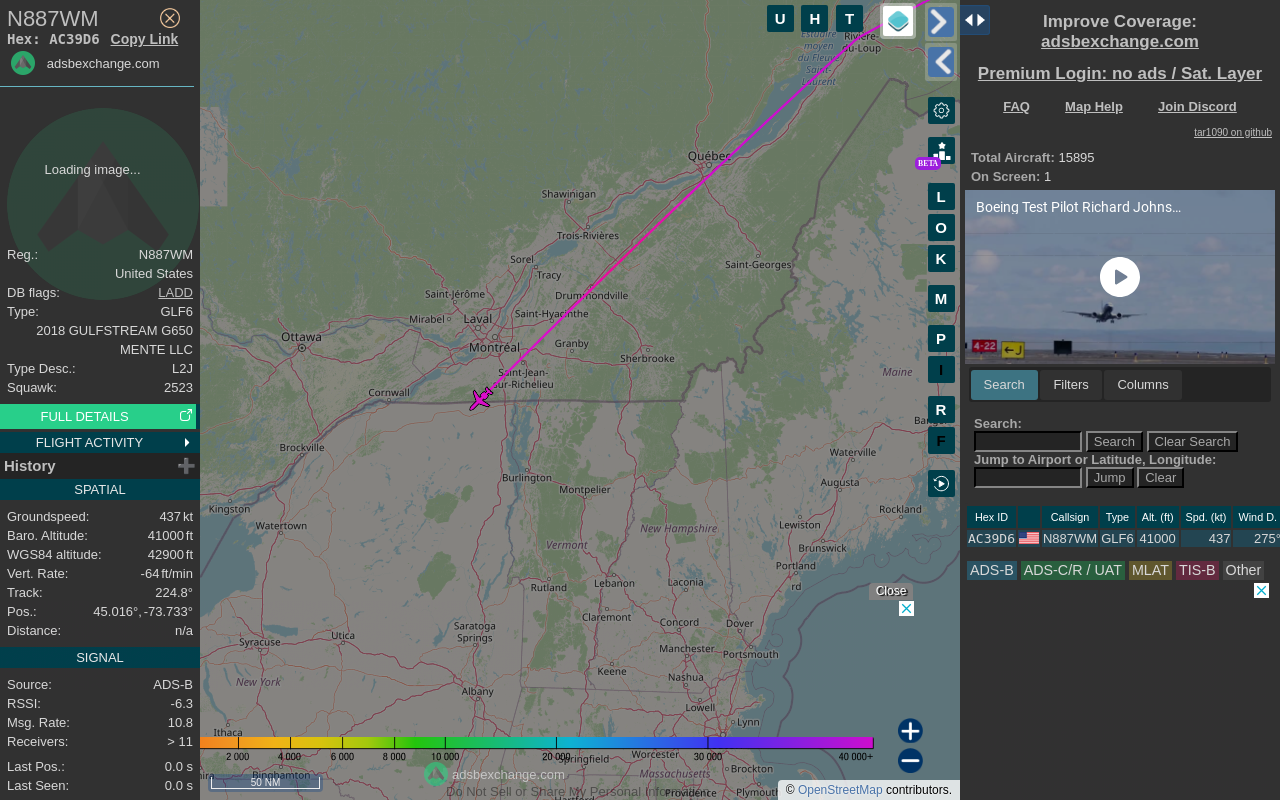 N887WM
Hex: AC39D6 Copy Link
adsbexchange.com
Loading image...
Reg.: N887WM
United States
DB flags: LADD
Type: GLF6
2018 GULFSTREAM G650
MENTE LLC
Type Desc.: L2J
Squawk: 2523
FULL DETAILS
FLIGHT ACTIVITY
History
SPATIAL
Groundspeed: 437 kt
Baro. Altitude: 41000 ft
WGS84 altitude: 42900 ft
Vert. Rate: -64 ft/min
Track: 224.8°
Pos.: 45.016°, -73.733°
Distance: n/a
SIGNAL
Source: ADS-B
RSSI: -6.3
Msg. Rate: 10.8
Receivers: > 11
Last Pos.: 0.0 s
Last Seen: 0.0 s
U H T
Estuaire
moyen
du Fleuve
Saint-
Laurent
Rivière-
du-Loup
Québec
Shawinigan
Trois-Rivières
Sorel
Tracy
Saint-Georges
Saint-Jérôme
Drummondville
Mirabel
Laval
Saint-Hyacinthe
Ottawa
Montréal
Granby
Sherbrooke
Saint-Jean-
sur-Richelieu
Maine
Cornwall
Brockville
Waterville
Burlington
Montpelier
Augusta
Kingston
Watertown
New Hampshire
Lewiston
Rockland
Vermont
Brunswick
Portland
Rutland
Lebanon
Laconia
rd
Claremont
Concord
Dover
Saratoga
Springs
Utica
Syracuse
Manchester
Portsmouth
Keene
Nashua
New York
Albany
Lowell
Lynn
Ithaca
Worcester
Springfield
Brockton
Massachusetts
Binghamton
Providence
BETA
L
O
K
M
P
I
R
F
Close
2 000 4 000 6 000 8 000 10 000 20 000 30 000 40 000+
50 NM
adsbexchange.com
Do Not Sell or Share My Personal Information
© OpenStreetMap contributors.
Improve Coverage:
adsbexchange.com
Premium Login: no ads / Sat. Layer
FAQ Map Help Join Discord
tar1090 on github
Total Aircraft: 15895
On Screen: 1
Boeing Test Pilot Richard Johns...
4-22
J
Search Filters Columns
Search:
Search Clear Search
Jump to Airport or Latitude, Longitude:
Jump Clear
Hex ID Callsign Type Alt. (ft) Spd. (kt) Wind D.
AC39D6 N887WM GLF6 41000 437 275°
ADS-B ADS-C/R / UAT MLAT TIS-B Other